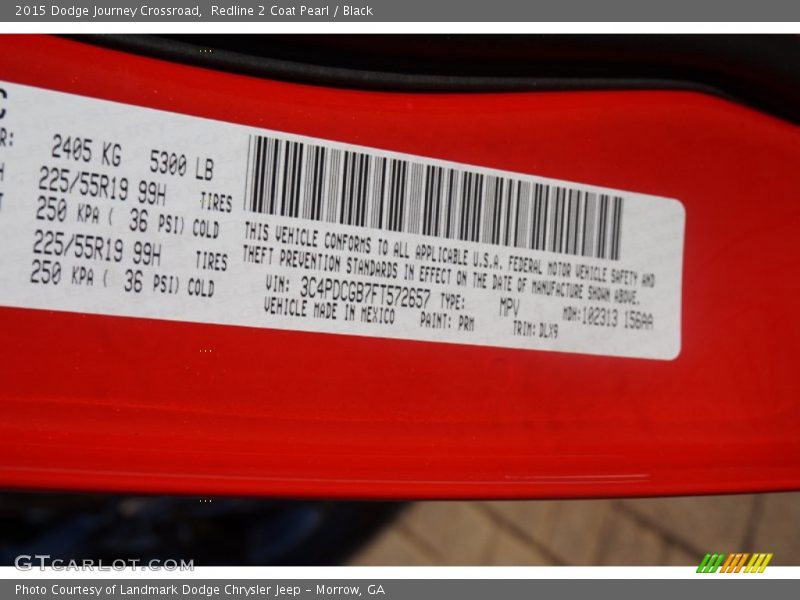 2015 Dodge Journey Crossroad, Redline 2 Coat Pearl / Black
2405 KG 5300 LB
225/55R19 99H TIRES
250 KPA ( 36 PSI) COLD
225/55R19 99H TIRES
250 KPA ( 36 PSI) COLD
THIS VEHICLE CONFORMS TO ALL APPLICABLE U.S.A. FEDERAL MOTOR VEHICLE SAFETY AND
THEFT PREVENTION STANDARDS IN EFFECT ON THE DATE OF MANUFACTURE SHOWN ABOVE.
VIN: 3C4PDCGB7FT572657 TYPE: MPV MDH:102313 156AA
VEHICLE MADE IN MEXICO PAINT: PRM TRIM:DLX9
GTCARLOT.COM
Photo Courtesy of Landmark Dodge Chrysler Jeep – Morrow, GA